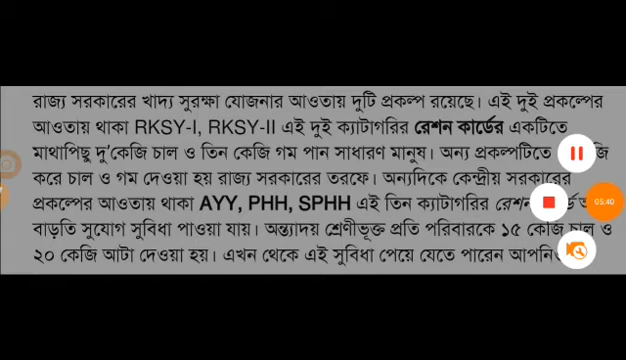 রাজ্য সরকারের খাদ্য সুরক্ষা যোজনার আওতায় দুটি প্রকল্প রয়েছে। এই দুই প্রকল্পের
আওতায় থাকা RKSY-I, RKSY-II এই দুই ক্যাটাগরির রেশন কার্ডের একটিতে
মাথাপিছু দু'কেজি চাল ও তিন কেজি গম পান সাধারণ মানুষ। অন্য প্রকল্পটিতে
করে চাল ও গম দেওয়া হয় রাজ্য সরকারের তরফে। অন্যদিকে কেন্দ্রীয় সরকারের
প্রকল্পের আওতায় থাকা AYY, PHH, SPHH এই তিন ক্যাটাগরির
বাড়তি সুযোগ সুবিধা পাওয়া যায়। অন্ত্যোদয় শ্রেণীভূক্ত প্রতি পরিবারকে ১৫ কেজি চাল ও
২০ কেজি আটা দেওয়া হয়। এখন থেকে এই সুবিধা পেয়ে যেতে পারেন
05:40